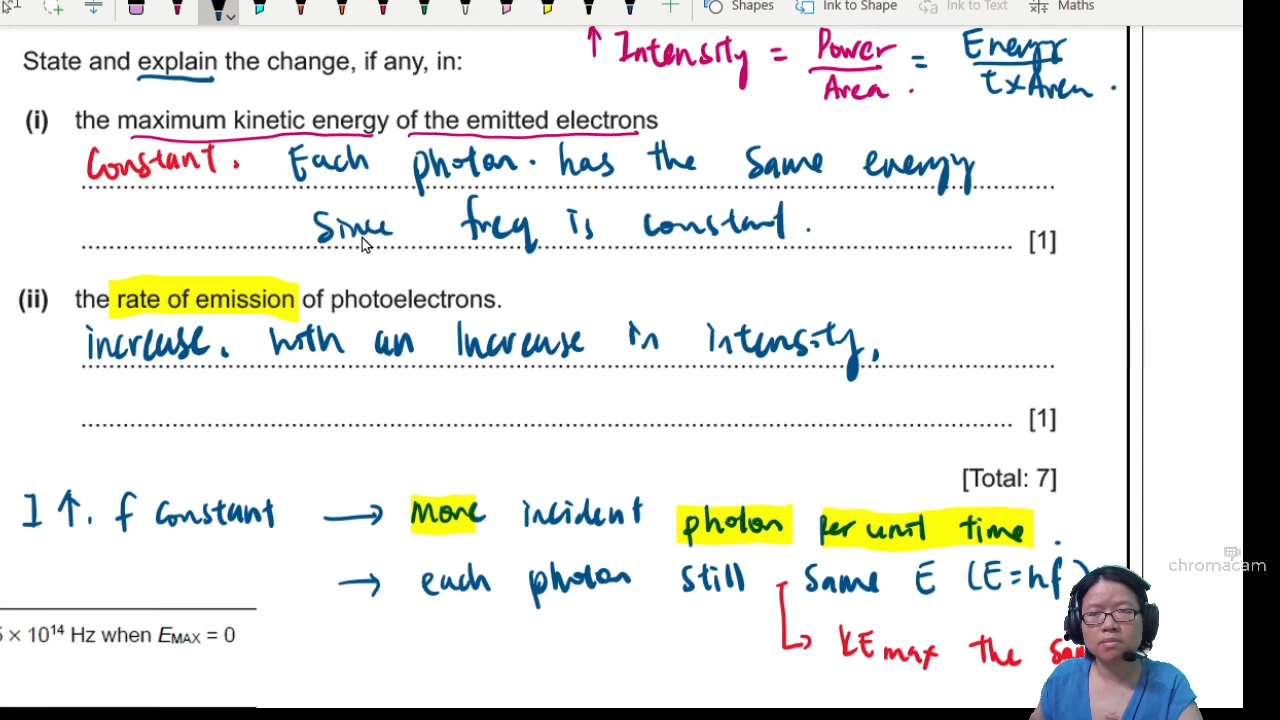 Shapes Ink to Shape Ink to Text Maths
State and explain the change, if any, in:
↑ Intensity = Power / Area . = Energy / t x Area .
(i) the maximum kinetic energy of the emitted electrons
Constant. Each photon. has the same energy
since freq is constant. [1]
(ii) the rate of emission of photoelectrons.
increase. with an increase in intensity.
[1]
[Total: 7]
I ↑. f constant → More incident photon per unit time.
→ each photon still same E (E=hf)
KE max the
5 × 10¹⁴ Hz when EMAX = 0
chromacam